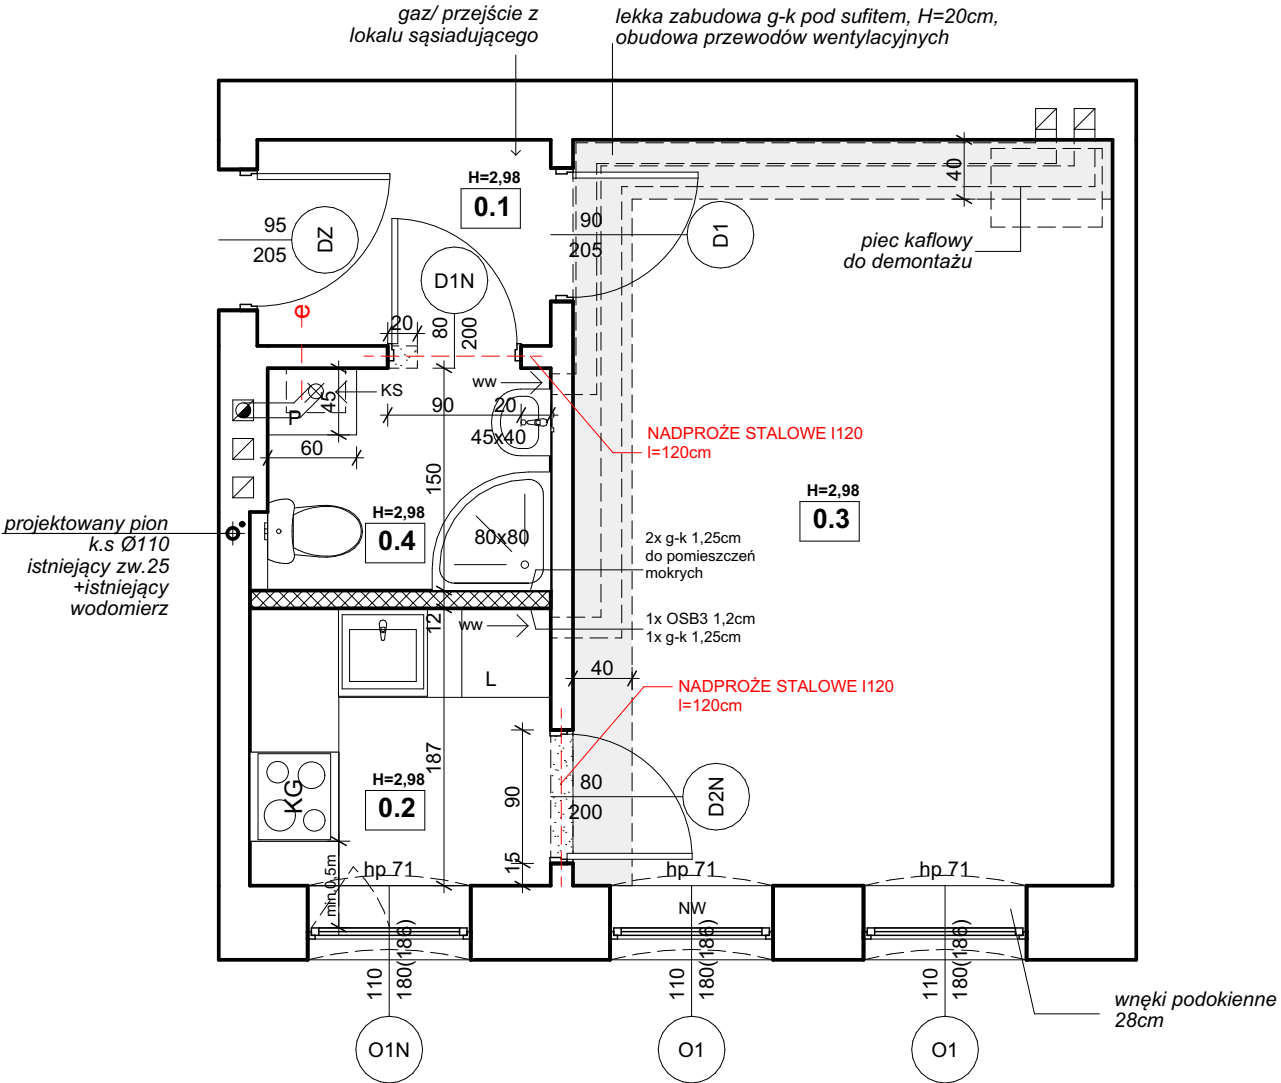 gaz/ przejście z
lokalu sąsiadującego
lekka zabudowa g-k pod sufitem, H=20cm,
obudowa przewodów wentylacyjnych
H=2,98
0.1
40
95
205
DZ
90
205
D1
piec kaflowy
do demontażu
D1N
80
200
e
20
KS
45
P
ww
90
20
45x40
60
150
NADPROŻE STALOWE I120
l=120cm
H=2,98
0.3
H=2,98
0.4
80x80
projektowany pion
k.s Ø110
istniejący zw.25
+istniejący
wodomierz
2x g-k 1,25cm
do pomieszczeń
mokrych
12
ww
1x OSB3 1,2cm
1x g-k 1,25cm
L
40
NADPROŻE STALOWE I120
l=120cm
187
KG
H=2,98
0.2
90
80
200
D2N
15
min.0,5m
hp 71
hp 71
hp 71
NW
110
180(186)
110
180(186)
110
180(186)
wnęki podokienne
28cm
O1N
O1
O1